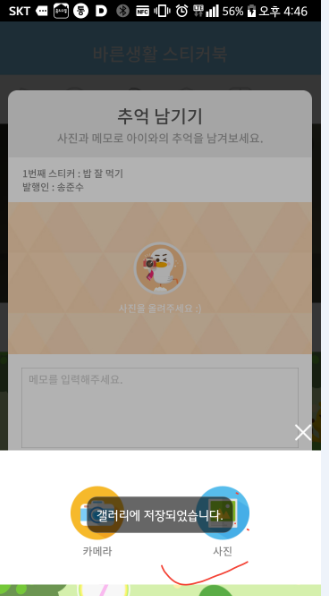 SKT
56% 오후 4:46
바른생활 스티커북
추억 남기기
사진과 메모로 아이와의 추억을 남겨보세요.
1번째 스티커 : 밥 잘 먹기
발행인 : 송준수
사진를 올려주세요 :)
메모를 입력해주세요.
갤러리에 저장되었습니다.
카메라 사진